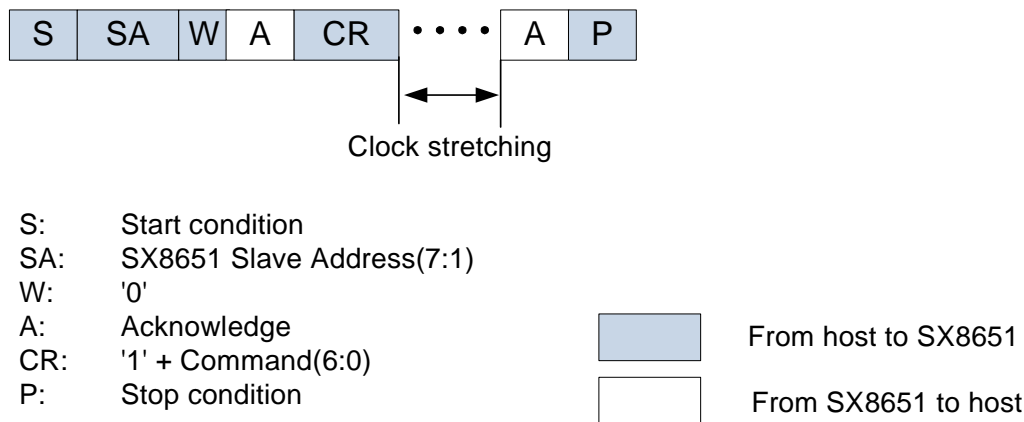 S SA W A CR A P
Clock stretching
S: Start condition
SA: SX8651 Slave Address(7:1)
W: '0'
A: Acknowledge
CR: '1' + Command(6:0)
P: Stop condition
From host to SX8651
From SX8651 to host